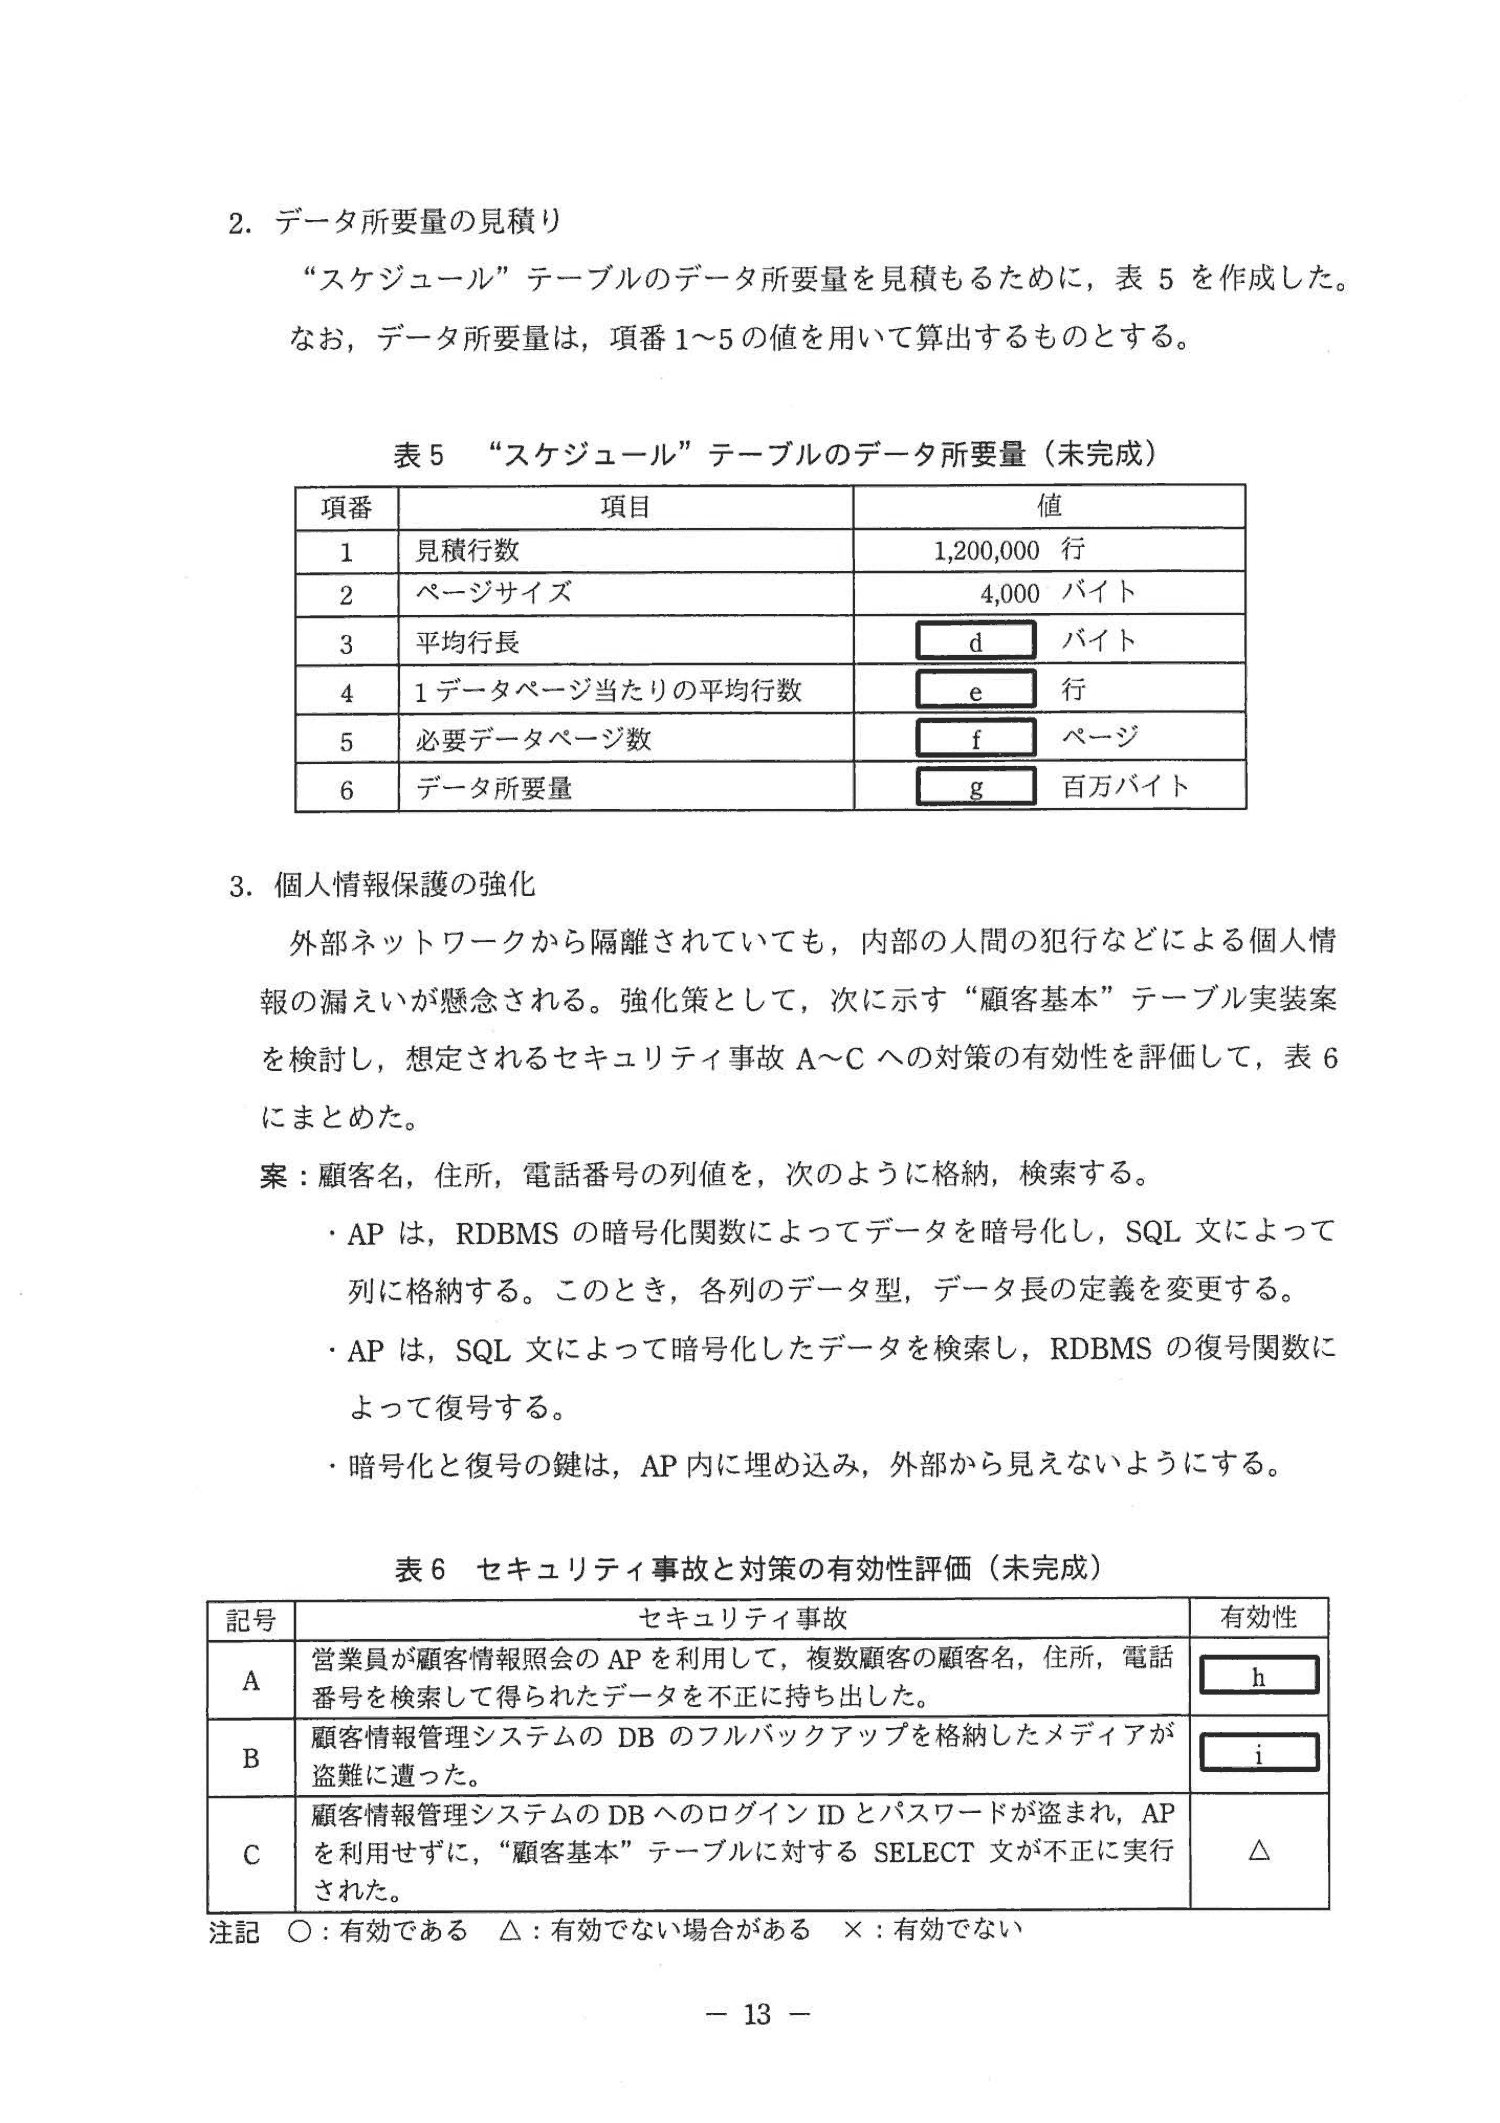 2. データ所要量の見積り
“スケジュール” テーブルのデータ所要量を見積もるために，表 5 を作成した。
なお，データ所要量は，項番 1～5 の値を用いて算出するものとする。
表 5 “スケジュール” テーブルのデータ所要量（未完成）
項番 項目 値
1 見積行数 1,200,000 行
2 ページサイズ 4,000 バイト
3 平均行長 d バイト
4 1 データページ当たりの平均行数 e 行
5 必要データページ数 f ページ
6 データ所要量 g 百万バイト
3. 個人情報保護の強化
外部ネットワークから隔離されていても，内部の人間の犯行などによる個人情
報の漏えいが懸念される。強化策として，次に示す “顧客基本” テーブル実装案
を検討し，想定されるセキュリティ事故 A～C への対策の有効性を評価して，表 6
にまとめた。
案：顧客名，住所，電話番号の列値を，次のように格納，検索する。
・AP は，RDBMS の暗号化関数によってデータを暗号化し，SQL 文によって
列に格納する。このとき，各列のデータ型，データ長の定義を変更する。
・AP は，SQL 文によって暗号化したデータを検索し，RDBMS の復号関数に
よって復号する。
・暗号化と復号の鍵は，AP 内に埋め込み，外部から見えないようにする。
表 6 セキュリティ事故と対策の有効性評価（未完成）
記号 セキュリティ事故 有効性
A 営業員が顧客情報照会の AP を利用して，複数顧客の顧客名，住所，電話
番号を検索して得られたデータを不正に持ち出した。 h
B 顧客情報管理システムの DB のフルバックアップを格納したメディアが
盗難に遭った。 i
C 顧客情報管理システムの DB へのログイン ID とパスワードが盗まれ，AP
を利用せずに，“顧客基本” テーブルに対する SELECT 文が不正に実行
された。 △
注記 ○：有効である △：有効でない場合がある ×：有効でない
－ 13 －